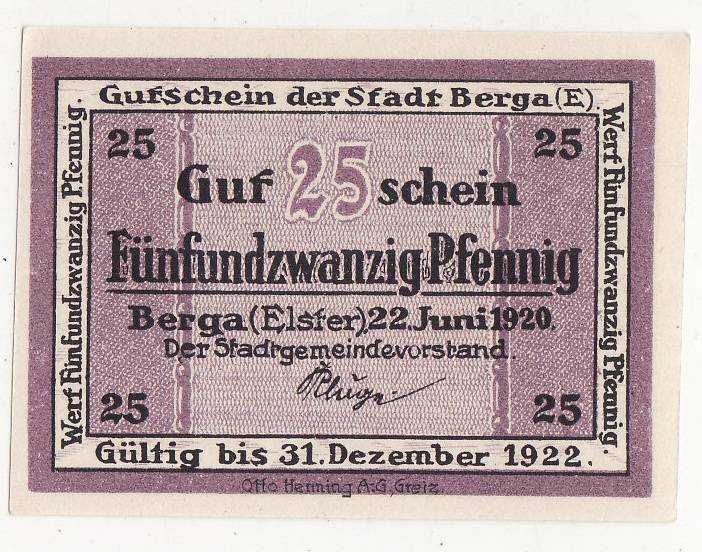 Gutschein der Stadt Berga (E).
Wert Fünfundzwanzig Pfennig.
Wert Fünfundzwanzig Pfennig.
25 25
Gut 25 schein
Fünfundzwanzig Pfennig
Berga (Elster), 22. Juni 1920.
Der Stadtgemeindevorstand.
Kluge
25 25
Gültig bis 31. Dezember 1922.
Otto Henning A.-G., Greiz.